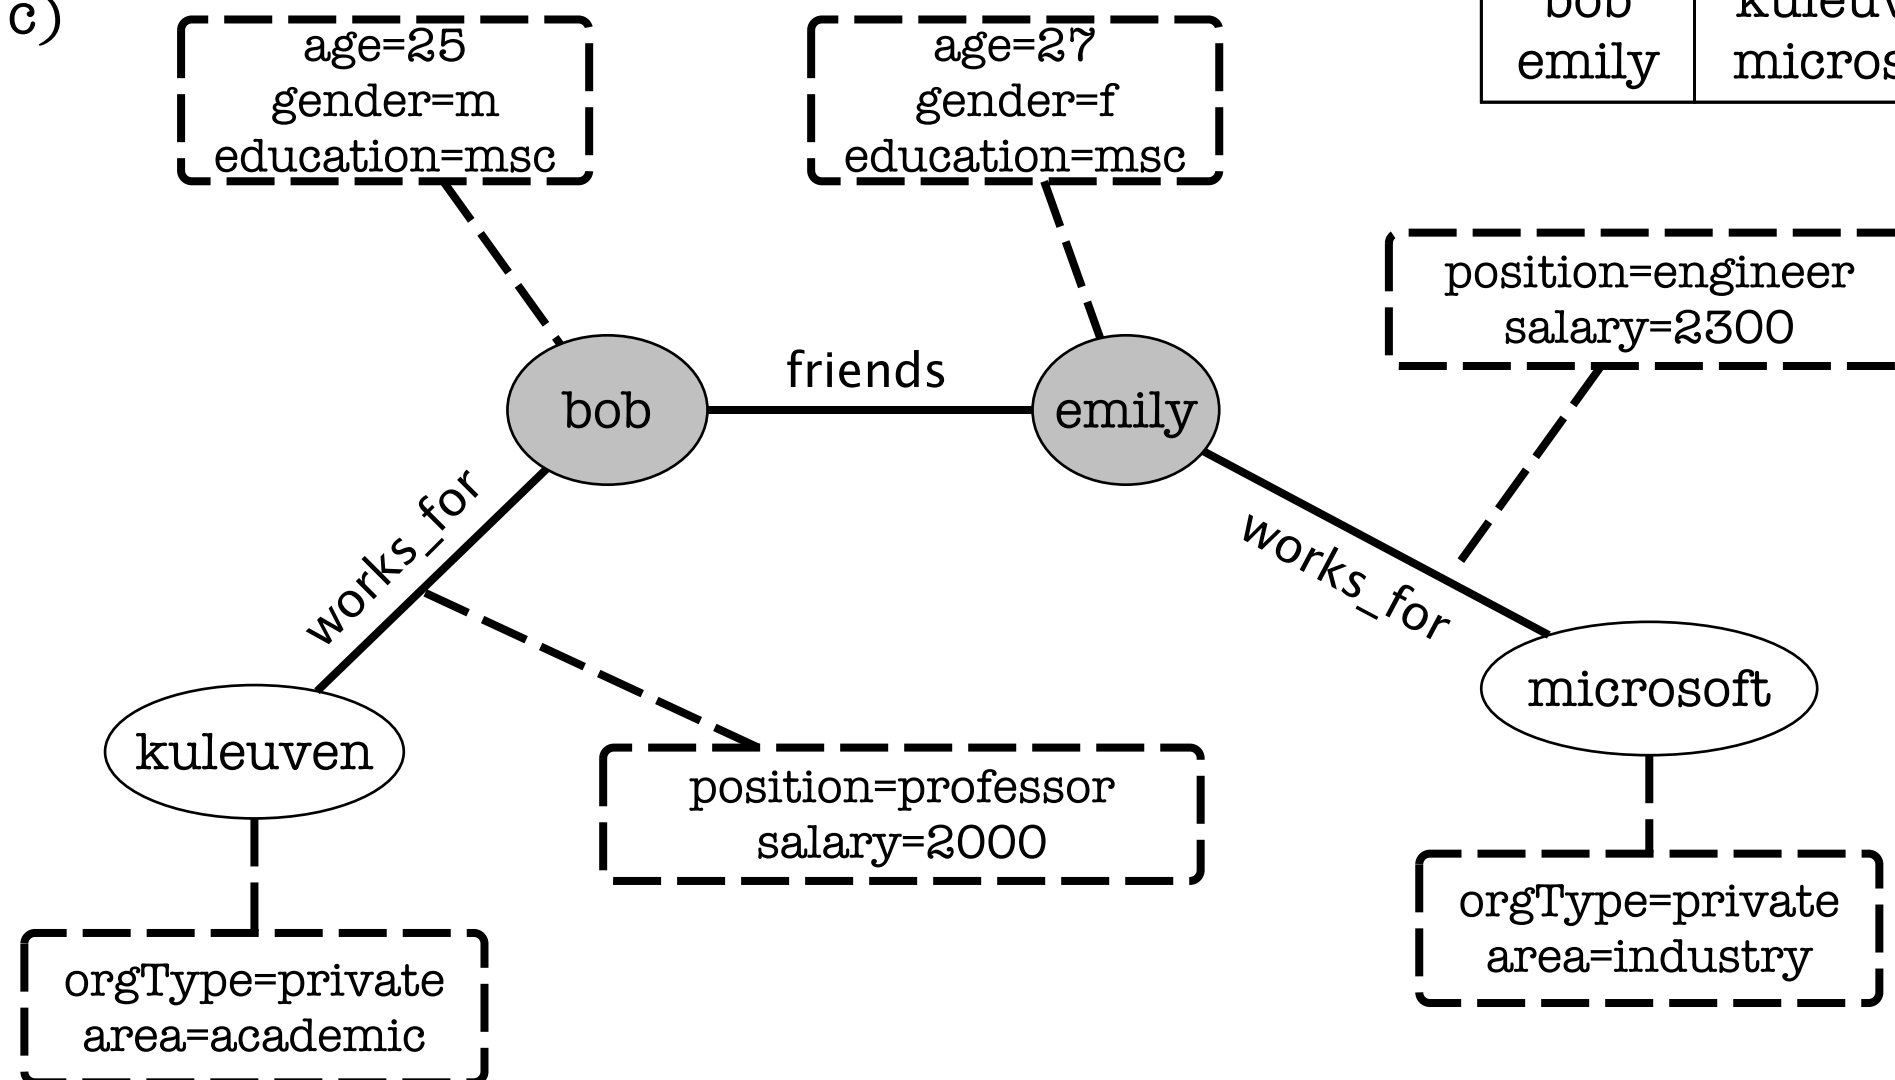 c)
bob
emily
age=25
gender=m
education=msc
age=27
gender=f
education=msc
position=engineer
salary=2300
friends
bob
emily
works_for
works_for
microsoft
kuleuven
position=professor
salary=2000
orgType=private
area=industry
orgType=private
area=academic